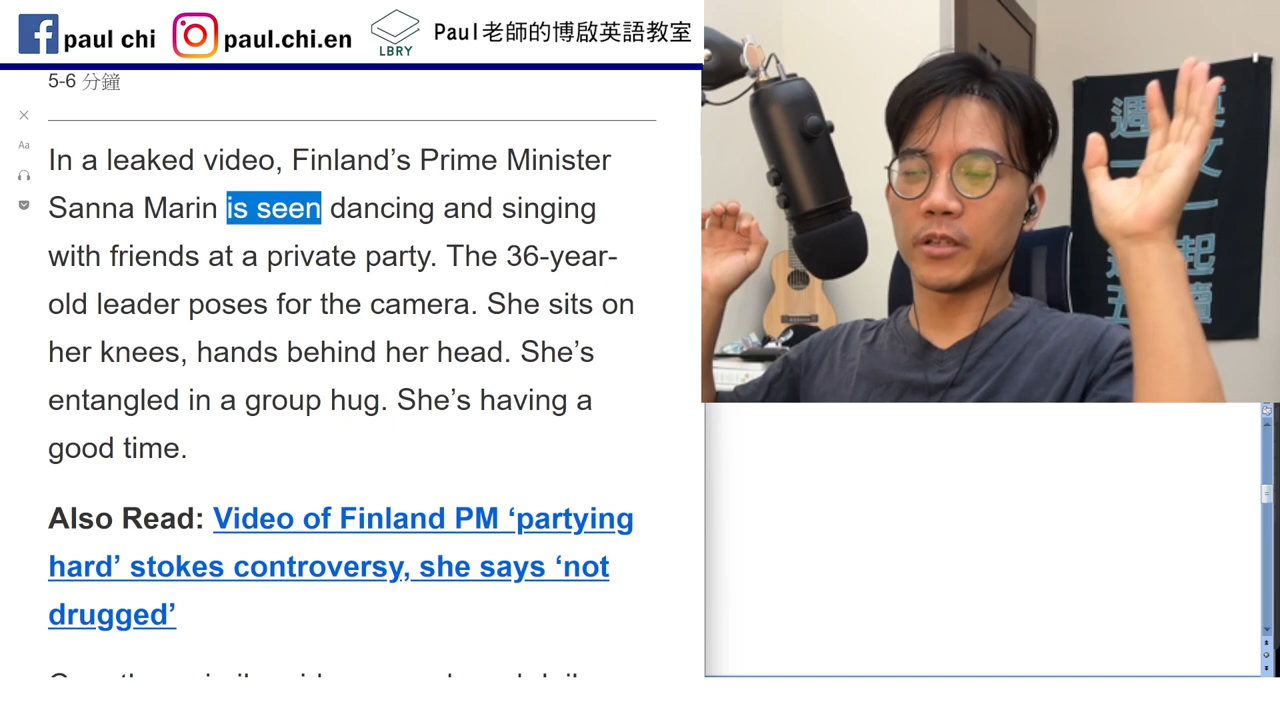 paul chi
paul.chi.en
LBRY
Paul老師的博啟英語教室
5-6 分鐘
Aa
In a leaked video, Finland’s Prime Minister
Sanna Marin is seen dancing and singing
with friends at a private party. The 36-year-
old leader poses for the camera. She sits on
her knees, hands behind her head. She’s
entangled in a group hug. She’s having a
good time.
Also Read: Video of Finland PM ‘partying
hard’ stokes controversy, she says ‘not
drugged’